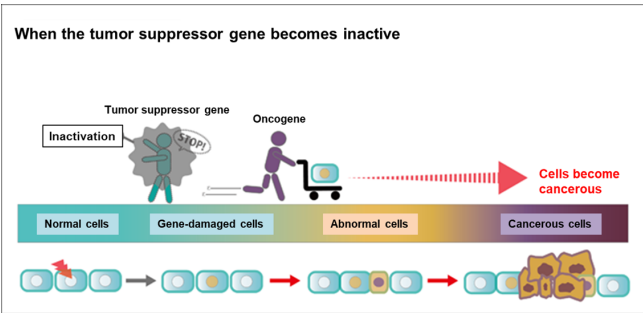 When the tumor suppressor gene becomes inactive
Tumor suppressor gene
Oncogene
Inactivation
STOP!
Cells become
cancerous
Normal cells
Gene-damaged cells
Abnormal cells
Cancerous cells